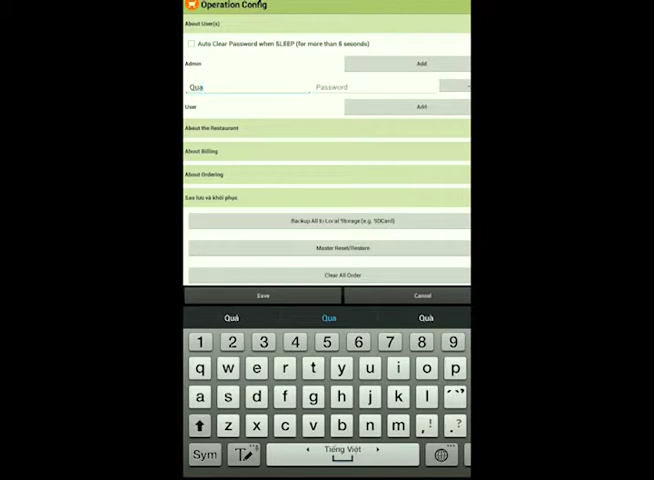 Operation Config
About User(s)
Auto Clear Password when SLEEP (for more than 8 seconds)
Admin
Add
Qua
Password
-
User
Add
About the Restaurant
About Billing
About Ordering
Sao lưu và khôi phục
Backup All to Local Storage (e.g. SDCard)
Master Reset/Restore
Clear All Order
Save
Cancel
Quá
Qua
Quà
1 2 3 4 5 6 7 8 9
q w e r t y u i o p
a s d f g h j k l
z x c v b n m ,! .?
Sym
T
Tiếng Việt